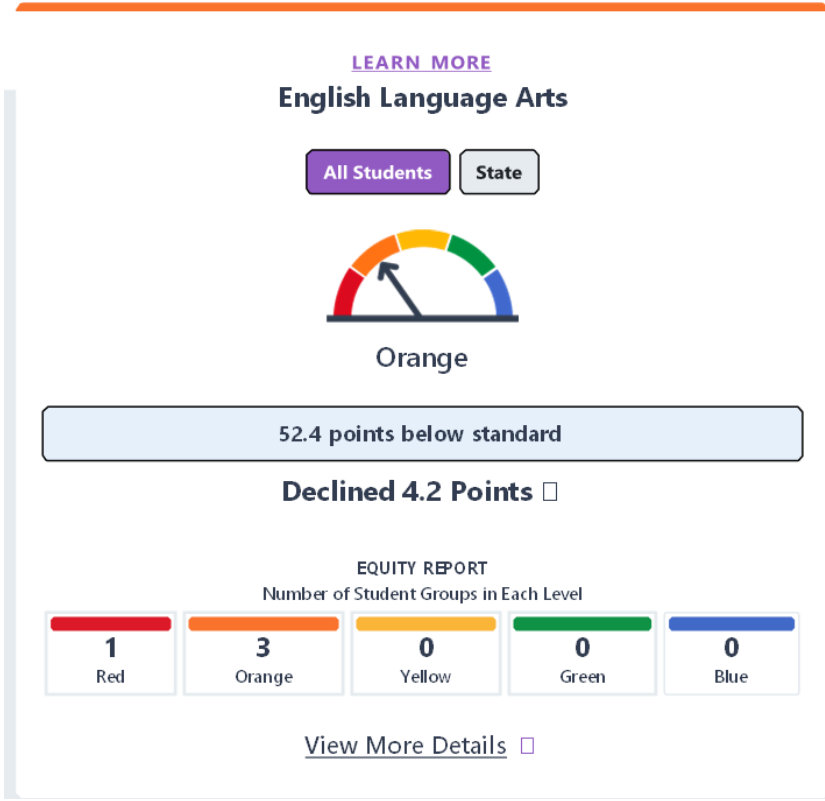 LEARN MORE
English Language Arts
All Students State
Orange
52.4 points below standard
Declined 4.2 Points
EQUITY REPORT
Number of Student Groups in Each Level
1 3 0 0 0
Red Orange Yellow Green Blue
View More Details